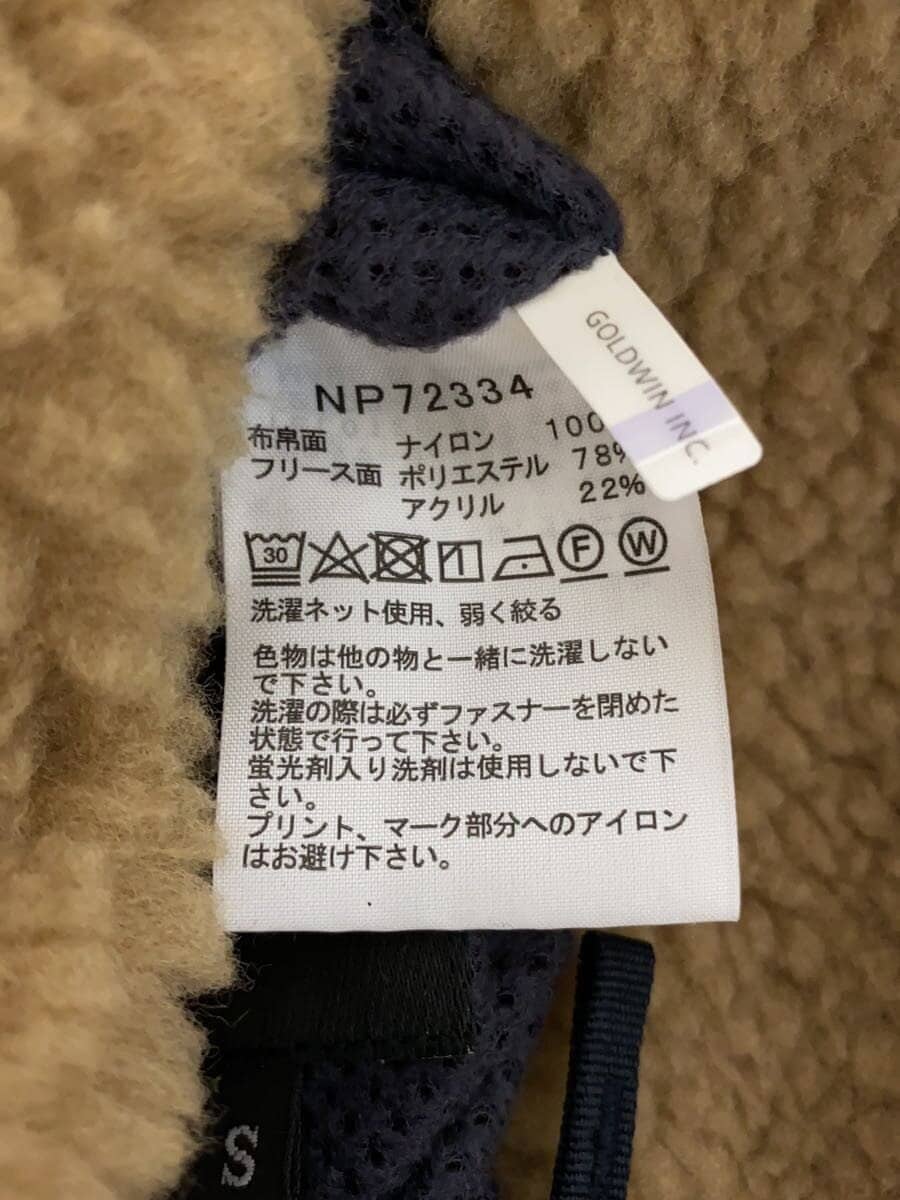 GOLDWIN INC.
NP72334
布帛面 ナイロン 100
フリース面 ポリエステル 78%
アクリル 22%
30 F W
洗濯ネット使用、弱く絞る
色物は他の物と一緒に洗濯しない
で下さい。
洗濯の際は必ずファスナーを閉めた
状態で行って下さい。
蛍光剤入り洗剤は使用しないで下
さい。
プリント、マーク部分へのアイロン
はお避け下さい。
S